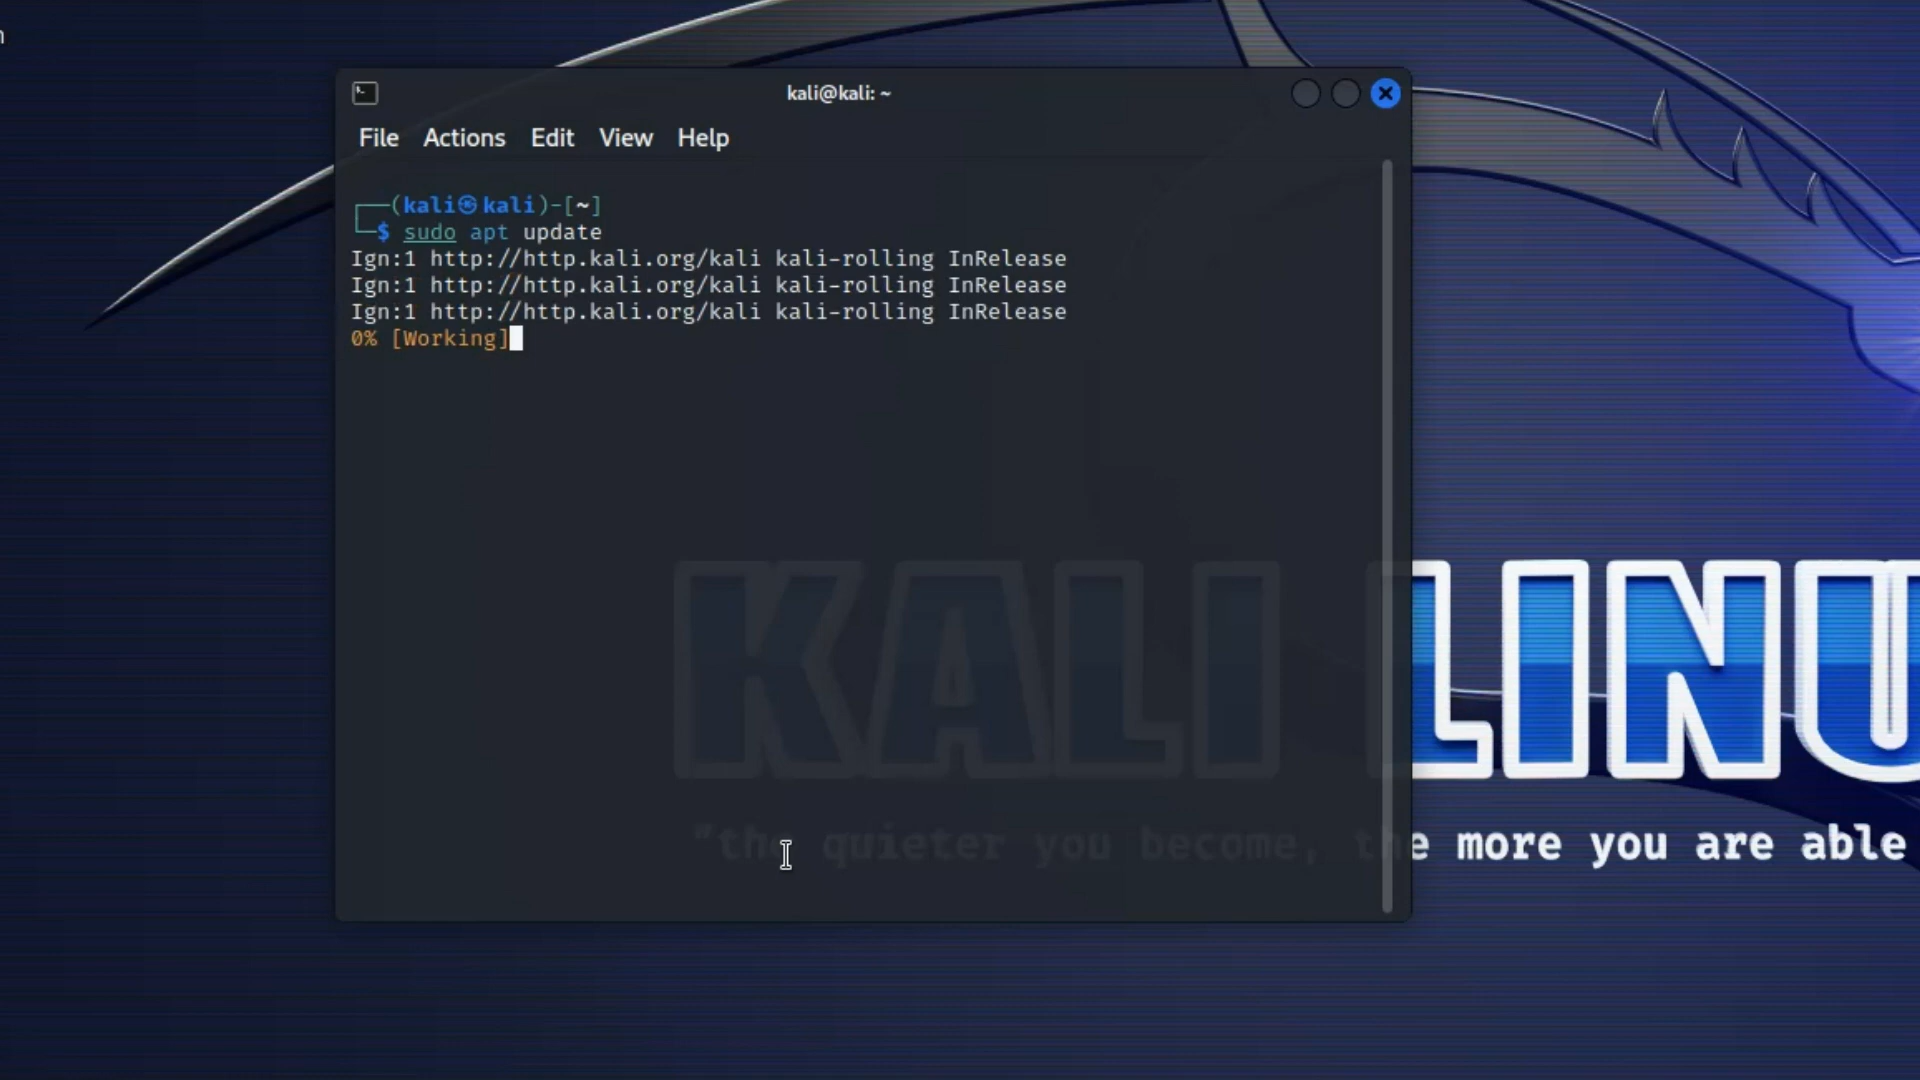 n
kali@kali: ~
File Actions Edit View Help
┌──(kali㉿kali)-[~]
└─$ sudo apt update
Ign:1 http://http.kali.org/kali kali-rolling InRelease
Ign:1 http://http.kali.org/kali kali-rolling InRelease
Ign:1 http://http.kali.org/kali kali-rolling InRelease
0% [Working]
KALI LINU
"the quieter you become, the more you are able